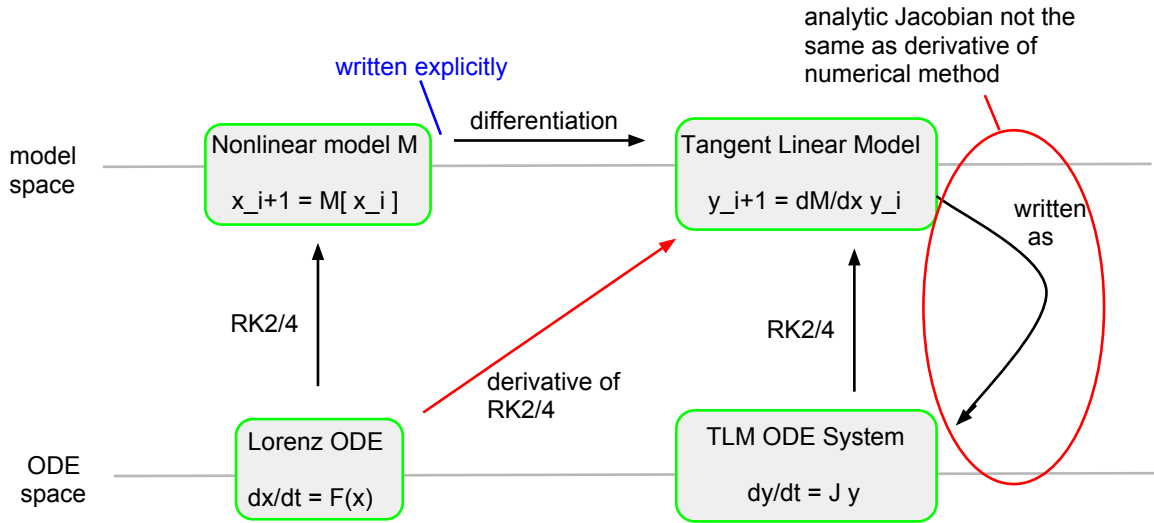 analytic Jacobian not the
same as derivative of
numerical method
written explicitly
differentiation
model
space
Nonlinear model M
x_i+1 = M[ x_i ]
Tangent Linear Model
y_i+1 = dM/dx y_i
written
as
RK2/4
RK2/4
derivative of
RK2/4
ODE
space
Lorenz ODE
dx/dt = F(x)
TLM ODE System
dy/dt = J y